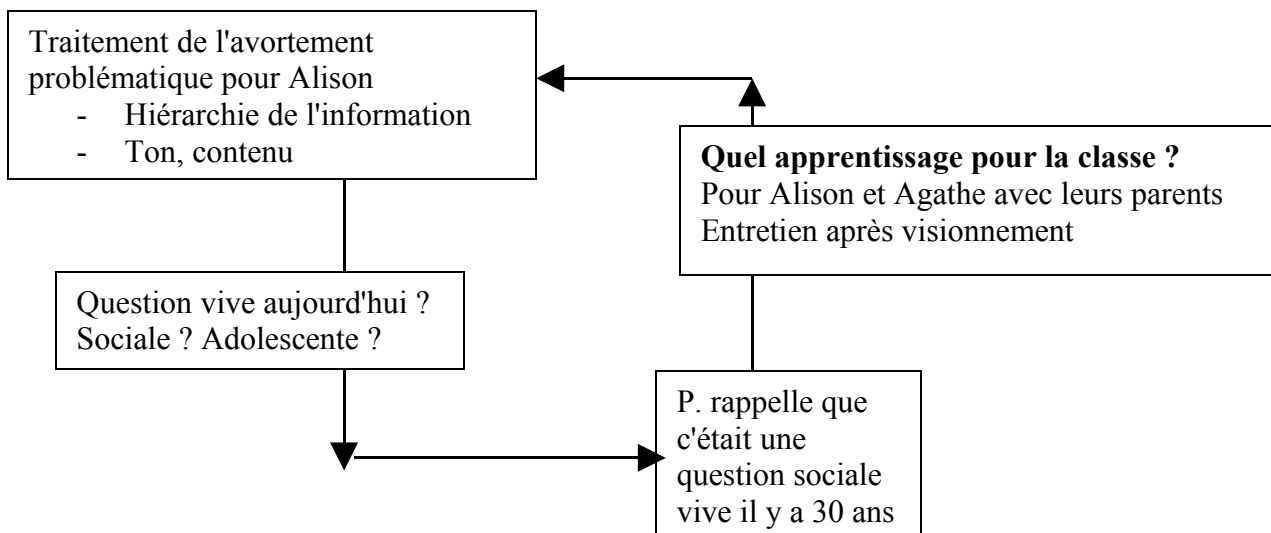 Traitement de l'avortement
problématique pour Alison
- Hiérarchie de l'information
- Ton, contenu
Quel apprentissage pour la classe ?
Pour Alison et Agathe avec leurs parents
Entretien après visionnement
Question vive aujourd'hui ?
Sociale ? Adolescente ?
P. rappelle que
c'était une
question sociale
vive il y a 30 ans